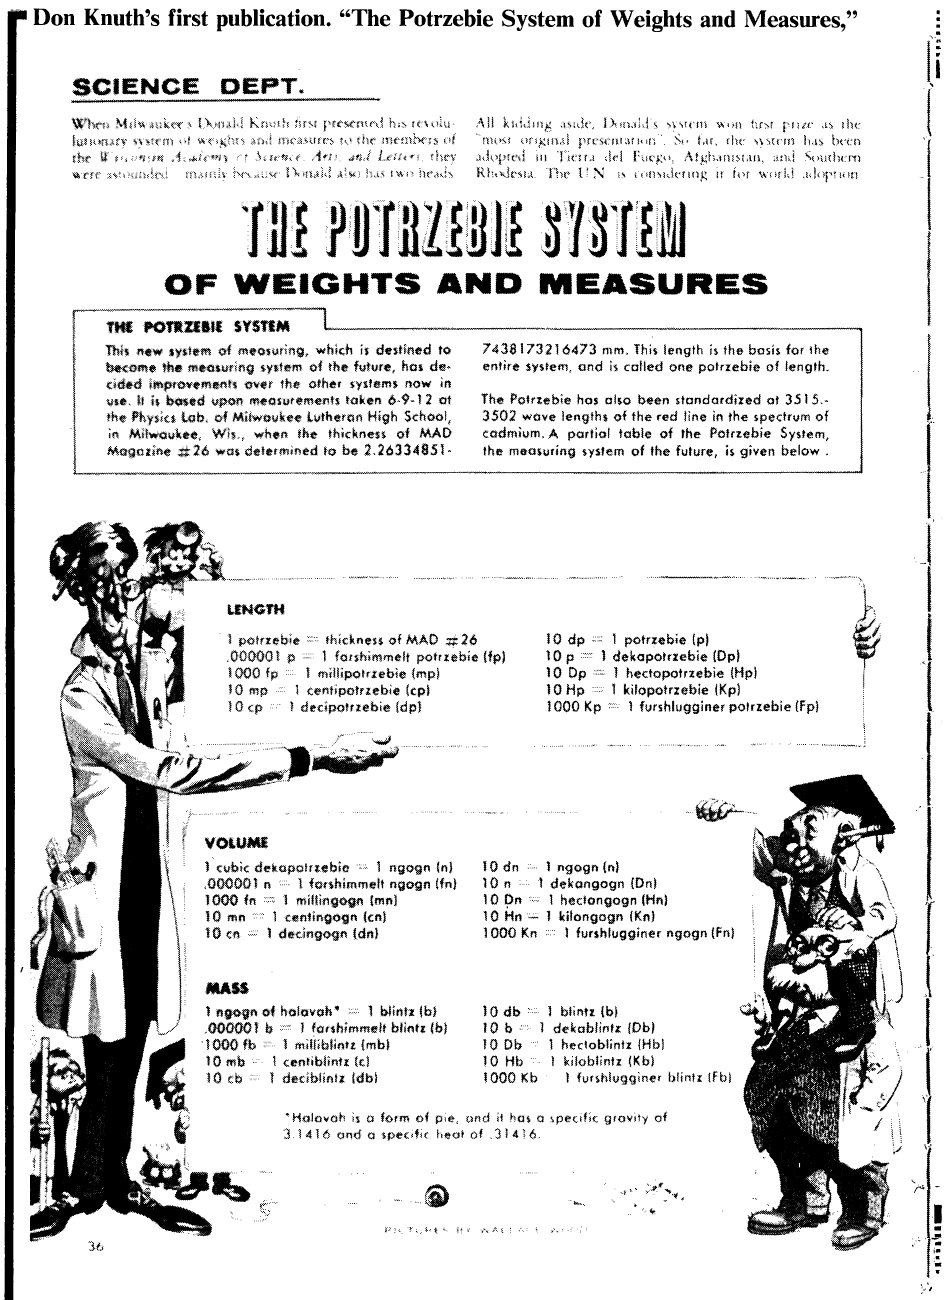 Don Knuth's first publication. “The Potrzebie System of Weights and Measures,”
SCIENCE DEPT.
When Milwaukee's Donald Knuth first presented his revolu-
lutionary system of weights and measures to the members of
the Wisconsin Academy of Science, Arts, and Letters, they
were astounded mainly because Donald also has two heads.
All kidding aside, Donald's system won first prize as the
"most original presentation". So far, the system has been
adopted in Tierra del Fuego, Afghanistan, and Southern
Rhodesia. The U.N. is considering it for world adoption
THE POTRZEBIE SYSTEM
OF WEIGHTS AND MEASURES
THE POTRZEBIE SYSTEM
This new system of measuring, which is destined to
become the measuring system of the future, has de-
cided improvements over the other systems now in
use. It is based upon measurements taken 6-9-12 at
the Physics Lab. of Milwaukee Lutheran High School,
in Milwaukee, Wis., when the thickness of MAD
Magazine #26 was determined to be 2.26334851-
7438173216473 mm. This length is the basis for the
entire system, and is called one potrzebie of length.
The Potrzebie has also been standardized at 3515.-
3502 wave lengths of the red line in the spectrum of
cadmium. A partial table of the Potrzebie System,
the measuring system of the future, is given below .
LENGTH
1 potrzebie = thickness of MAD #26
.000001 p = 1 farshimmelt potrzebie (fp)
1000 fp = 1 millipotrzebie (mp)
10 mp = 1 centipotrzebie (cp)
10 cp = 1 decipotrzebie (dp)
10 dp = 1 potrzebie (p)
10 p = 1 dekapotrzebie (Dp)
10 Dp = 1 hectopotrzebie (Hp)
10 Hp = 1 kilopotrzebie (Kp)
1000 Kp = 1 furshlugginer potrzebie (Fp)
VOLUME
1 cubic dekapotrzebie = 1 ngogn (n)
.000001 n = 1 farshimmelt ngogn (fn)
1000 fn = 1 millingogn (mn)
10 mn = 1 centingogn (cn)
10 cn = 1 decingogn (dn)
10 dn = 1 ngogn (n)
10 n = 1 dekangogn (Dn)
10 Dn = 1 hectongogn (Hn)
10 Hn = 1 kilongogn (Kn)
1000 Kn = 1 furshlugginer ngogn (Fn)
MASS
1 ngogn of halavah* = 1 blintz (b)
.000001 b = 1 farshimmelt blintz (b)
1000 fb = 1 milliblintz (mb)
10 mb = 1 centiblintz (c)
10 cb = 1 deciblintz (db)
10 db = 1 blintz (b)
10 b = 1 dekablintz (Db)
10 Db = 1 hectoblintz (Hb)
10 Hb = 1 kiloblintz (Kb)
1000 Kb 1 furshlugginer blintz (Fb)
*Halavah is a form of pie, and it has a specific gravity of
3.1416 and a specific heat of .31416.
PICTURES BY WALLACE WOOD
36